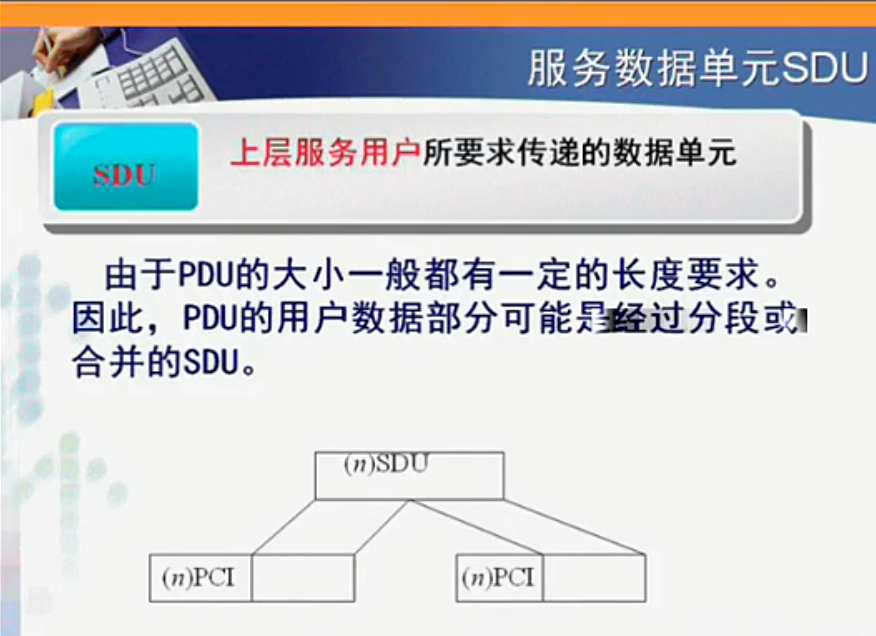 服务数据单元SDU
SDU
上层服务用户所要求传递的数据单元
由于PDU的大小一般都有一定的长度要求。
因此，PDU的用户数据部分可能是经过分段或
合并的SDU。
(n)SDU
(n)PCI
(n)PCI